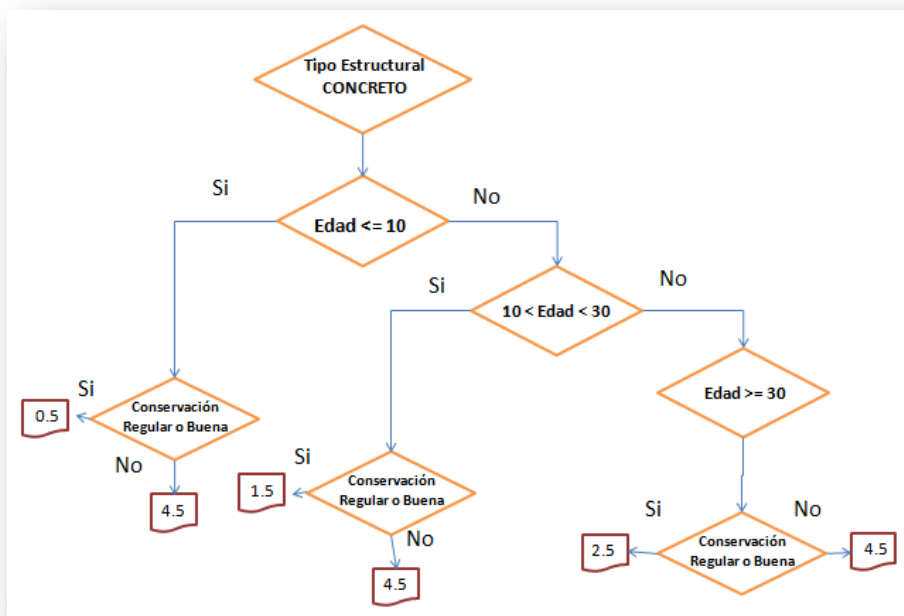 Tipo Estructural
CONCRETO
Si
No
Edad <= 10
Si
No
10 < Edad < 30
Edad >= 30
Si
0.5
Conservación
Regular o Buena
No
4.5
Si
1.5
Conservación
Regular o Buena
No
4.5
Si
No
2.5
Conservación
Regular o Buena
4.5